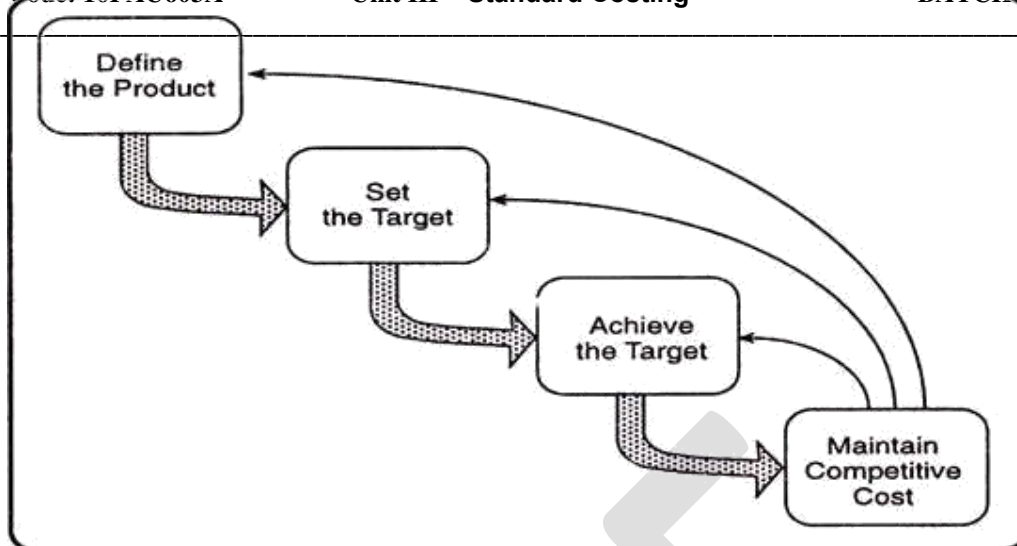 Unit III
Standard Costing
Define
the Product
Set
the Target
Achieve
the Target
Maintain
Competitive
Cost